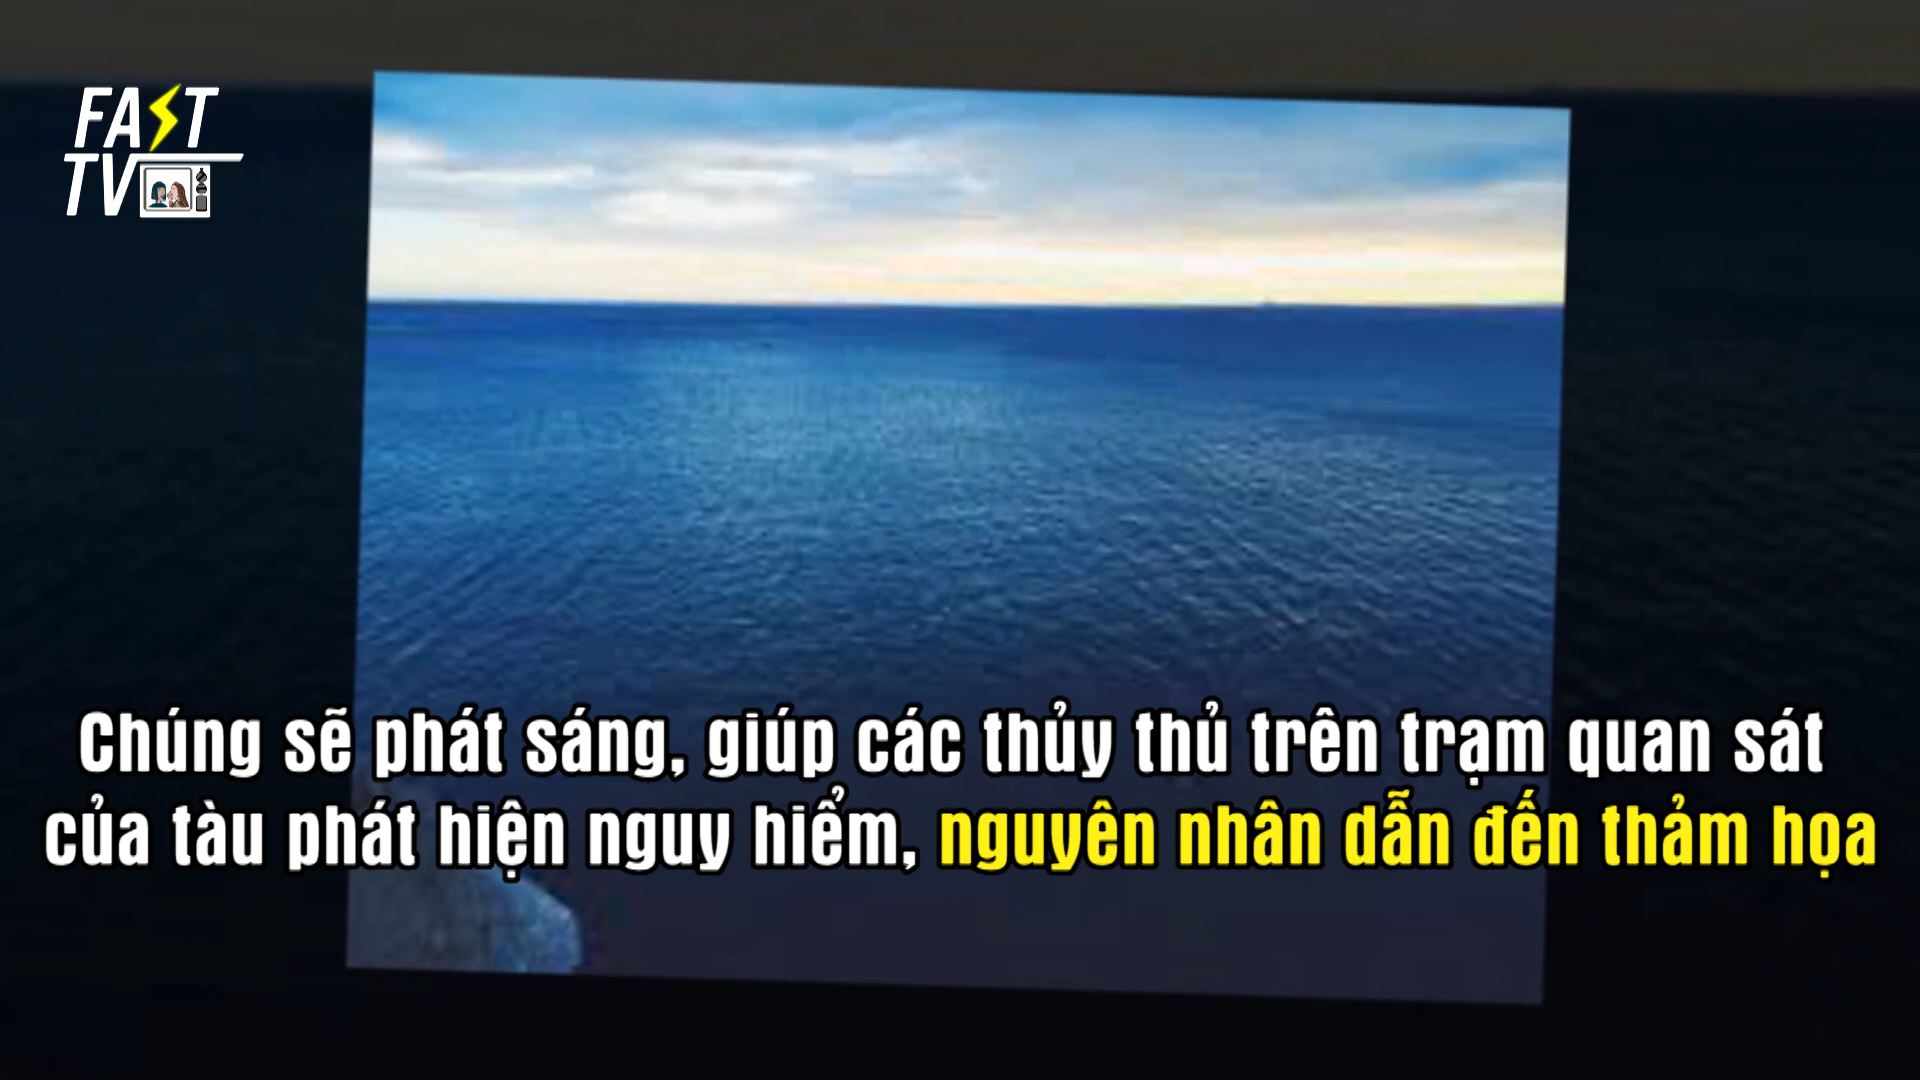 FAST
TV
Chúng sẽ phát sáng, giúp các thủy thủ trên trạm quan sát
của tàu phát hiện nguy hiểm, nguyên nhân dẫn đến thảm họa